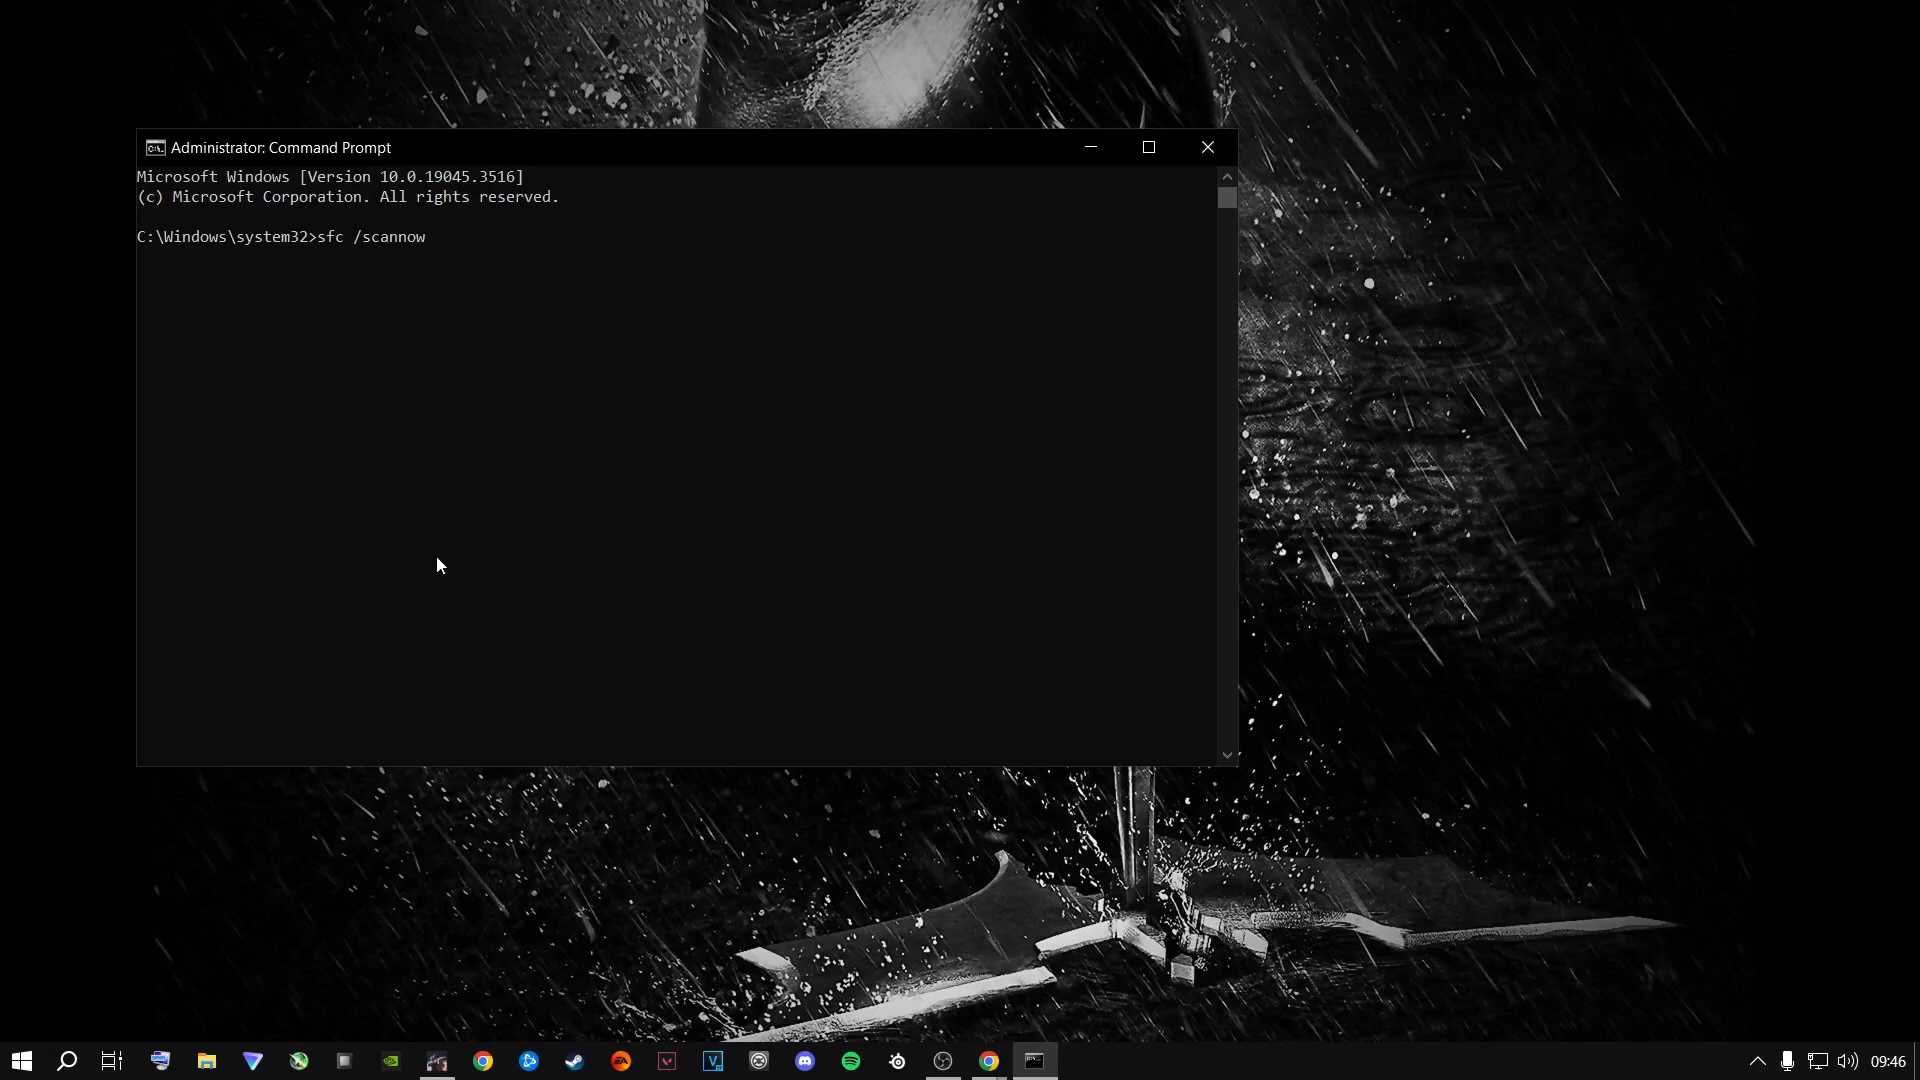 Administrator: Command Prompt
Microsoft Windows [Version 10.0.19045.3516]
(c) Microsoft Corporation. All rights reserved.
C:\Windows\system32>sfc /scannow
09:46